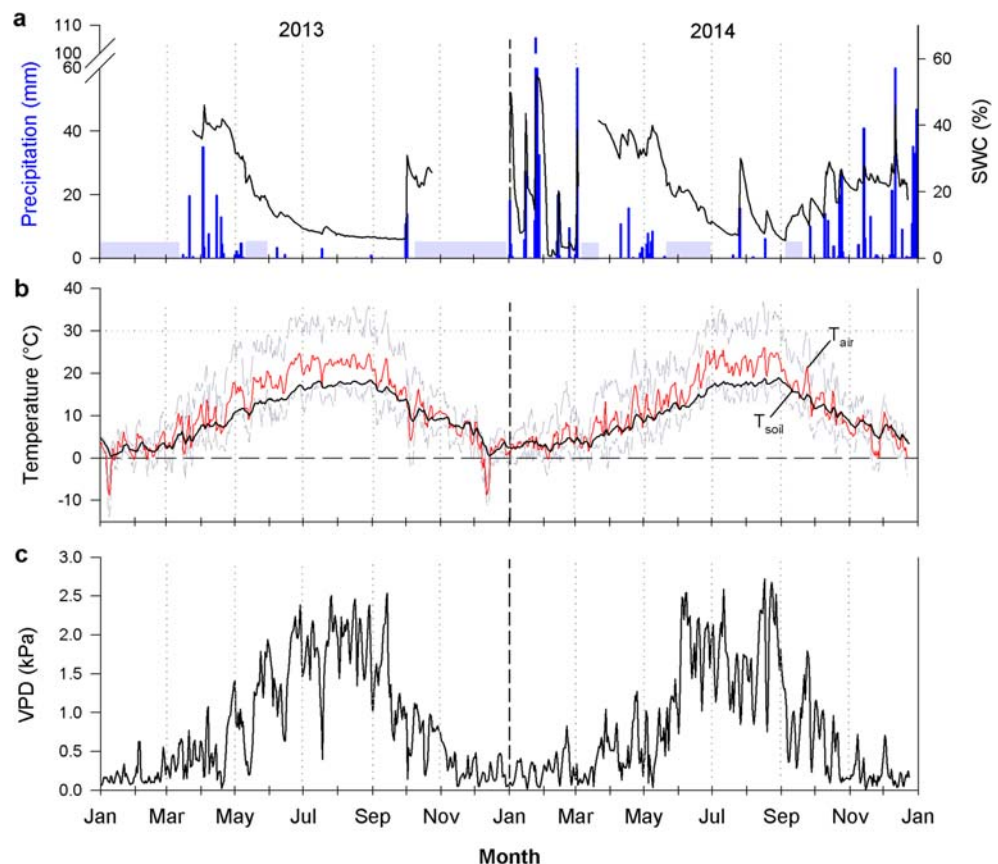 a
2013
2014
110
100
60
40
20
0
Precipitation (mm)
60
40
20
0
SWC (%)
b
40
30
20
10
0
-10
Temperature (°C)
Tair
Tsoil
c
3.0
2.5
2.0
1.5
1.0
0.5
0.0
VPD (kPa)
Jan Mar May Jul Sep Nov Jan Mar May Jul Sep Nov Jan
Month